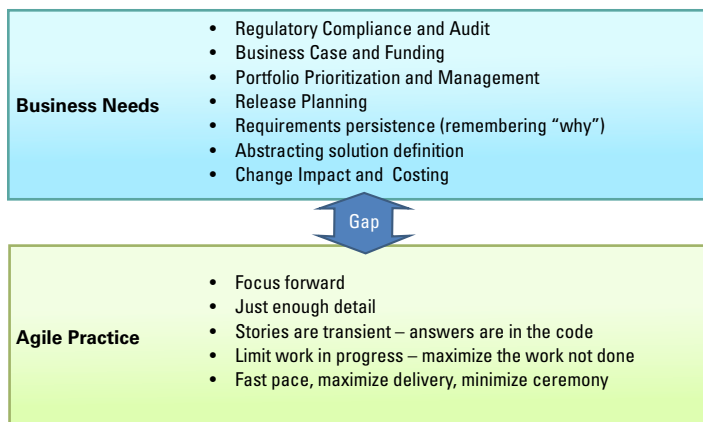 Business Needs
• Regulatory Compliance and Audit
• Business Case and Funding
• Portfolio Prioritization and Management
• Release Planning
• Requirements persistence (remembering “why”)
• Abstracting solution definition
• Change Impact and Costing
Gap
Agile Practice
• Focus forward
• Just enough detail
• Stories are transient – answers are in the code
• Limit work in progress – maximize the work not done
• Fast pace, maximize delivery, minimize ceremony